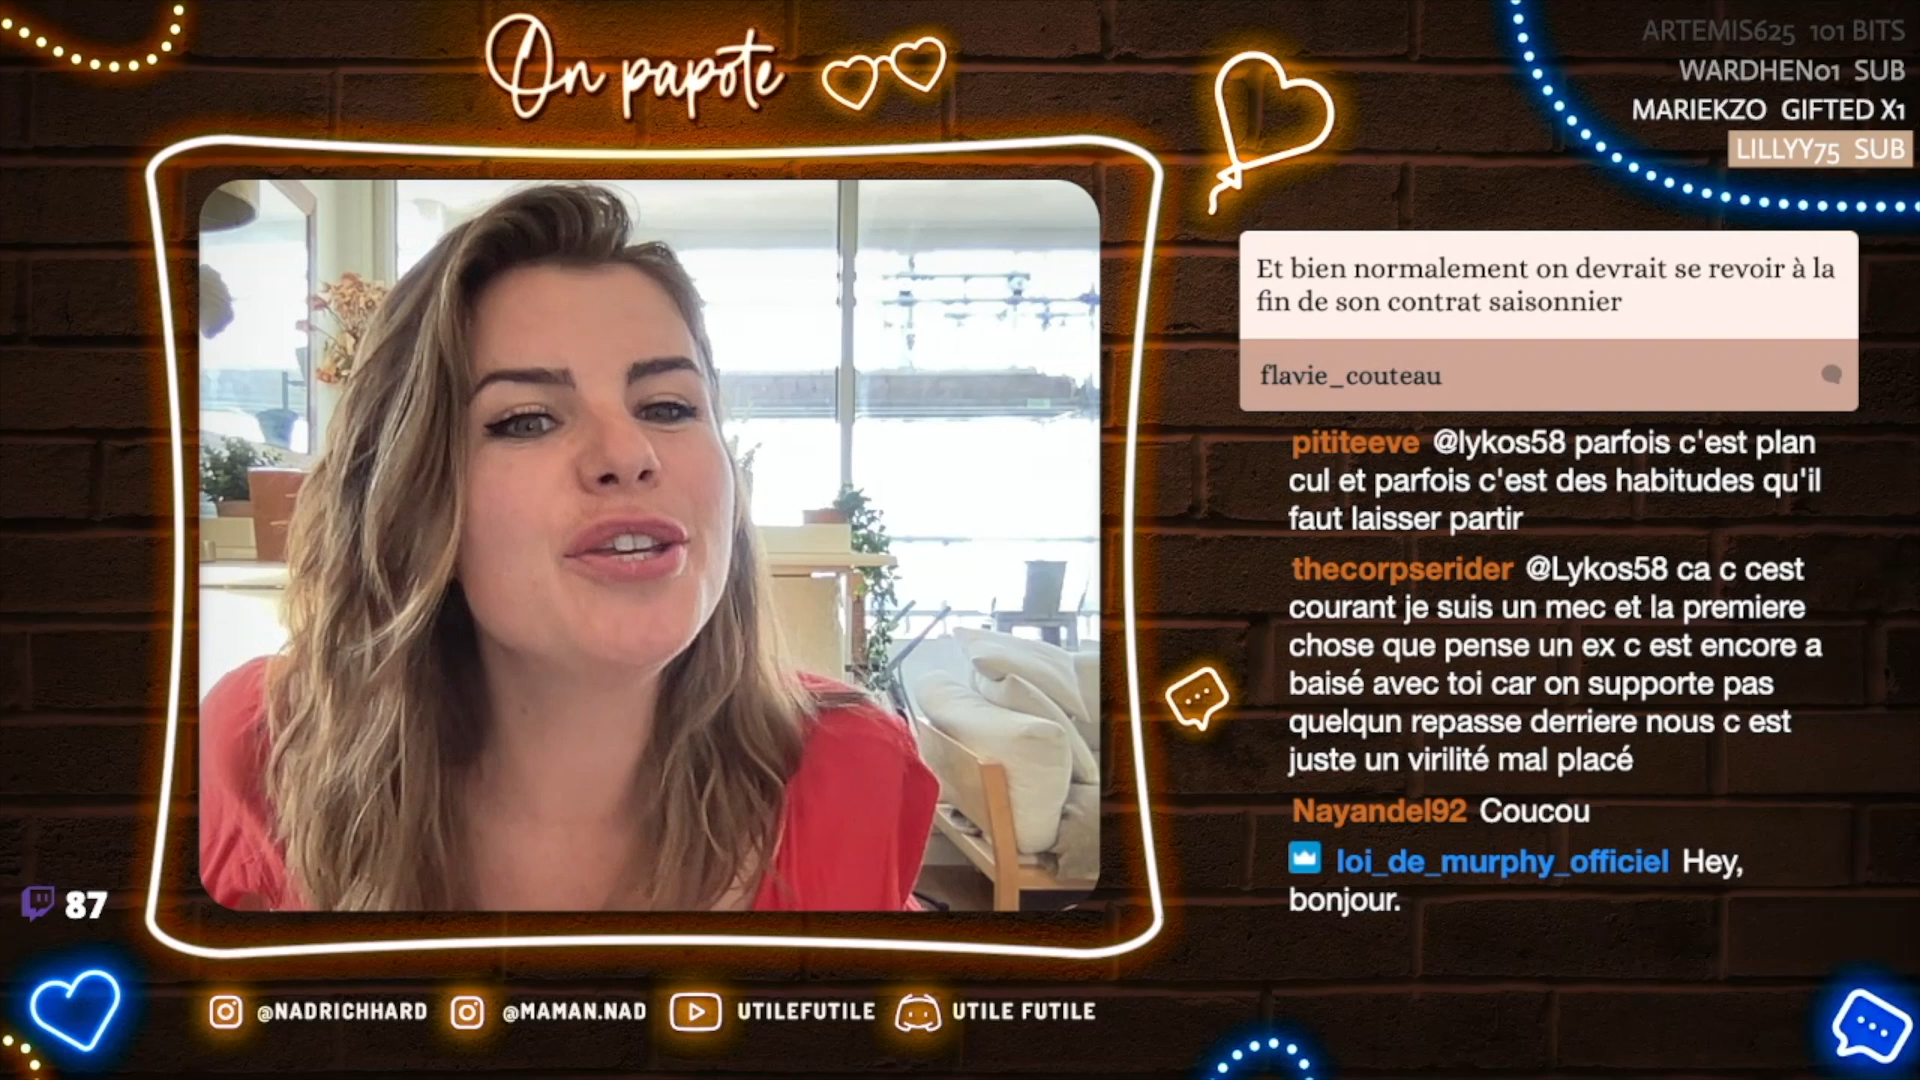 On papote
ARTEMIS625 101 BITS
WARDHEN01 SUB
MARIEKZO GIFTED X1
LILLYY75 SUB
Et bien normalement on devrait se revoir à la
fin de son contrat saisonnier
flavie_couteau
pititeeve @lykos58 parfois c'est plan
cul et parfois c'est des habitudes qu'il
faut laisser partir
thecorpserider @Lykos58 ca c cest
courant je suis un mec et la premiere
chose que pense un ex c est encore a
baisé avec toi car on supporte pas
quelqun repasse derriere nous c est
juste un virilité mal placé
Nayandel92 Coucou
loi_de_murphy_officiel Hey,
bonjour.
87
@NADRICHHARD @MAMAN.NAD UTILEFUTILE UTILE FUTILE